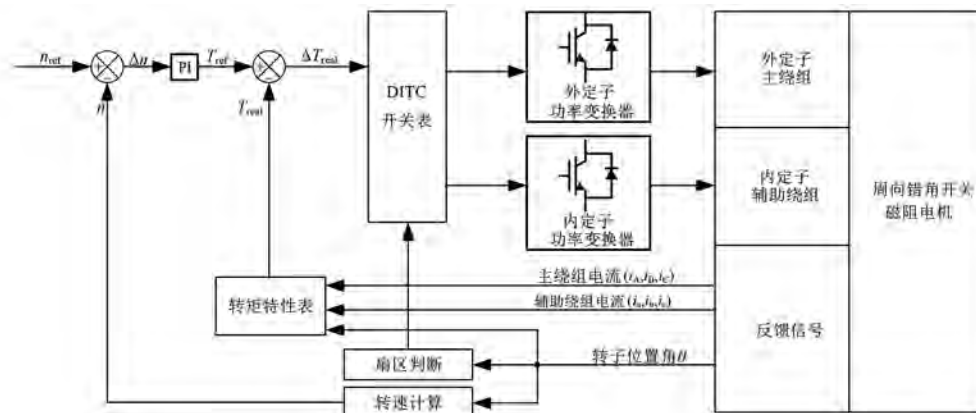 n_ref
Δn
Pi
T_ref
ΔT_real
n
T_real
DITC
开关表
外定子
功率变换器
内定子
功率变换器
外定子
主绕组
内定子
辅助绕组
周向错角开关
磁阻电机
反馈信号
主绕组电流(i_A,i_B,i_C)
辅助绕组电流(i_a,i_b,i_c)
转矩特性表
转子位置角θ
扇区判断
转速计算